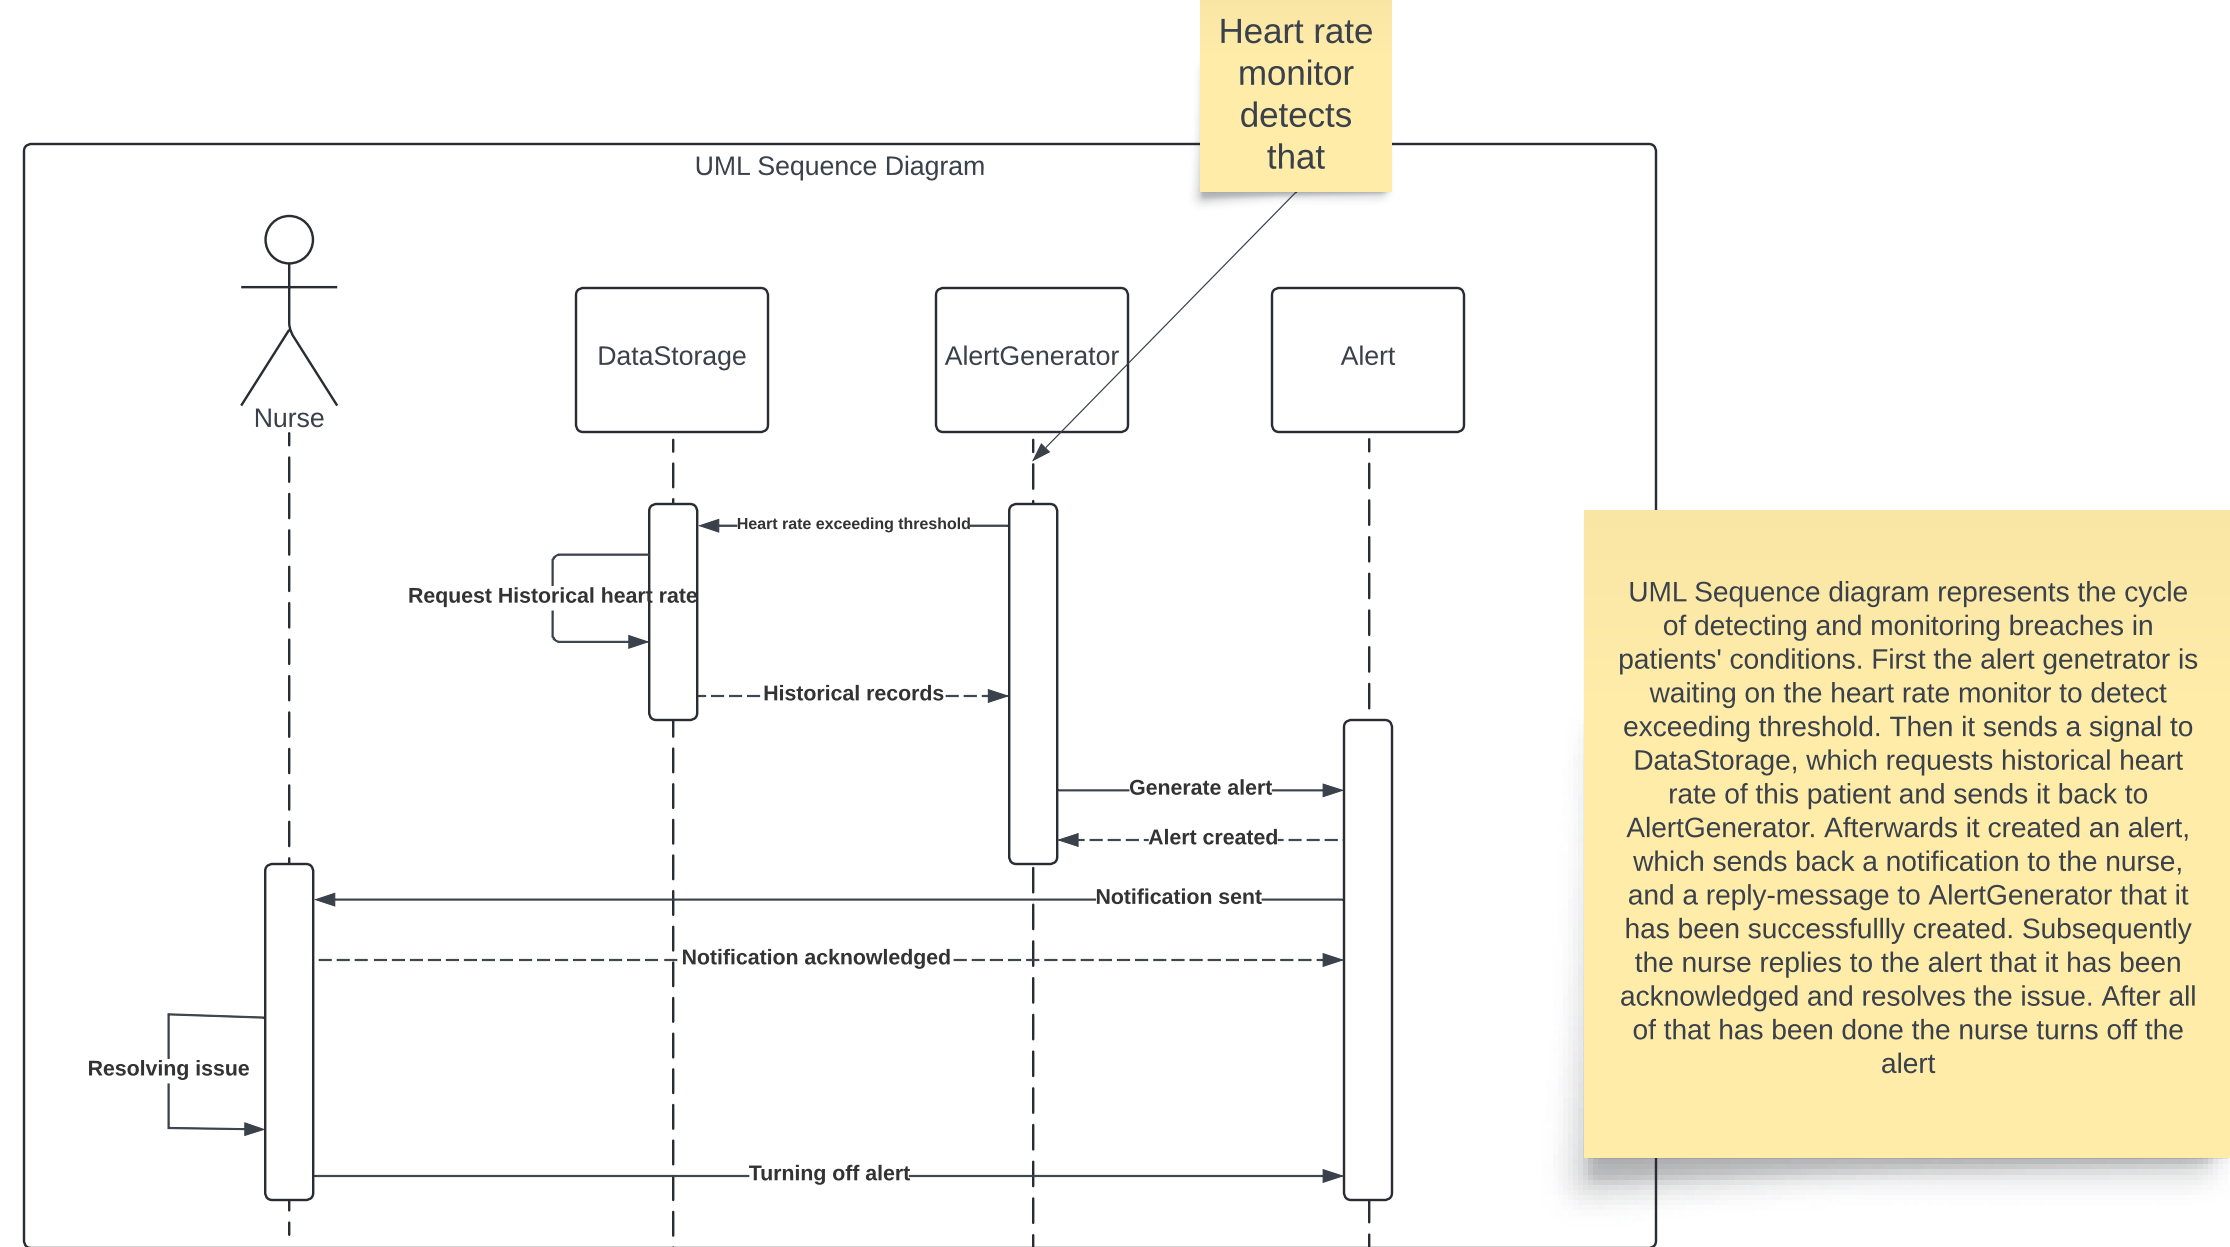 Heart rate
monitor
detects
that
UML Sequence Diagram
Nurse
DataStorage
AlertGenerator
Alert
Heart rate exceeding threshold
Request Historical heart rate
Historical records
Generate alert
Alert created
Notification sent
Notification acknowledged
Resolving issue
Turning off alert
UML Sequence diagram represents the cycle
of detecting and monitoring breaches in
patients' conditions. First the alert genetrator is
waiting on the heart rate monitor to detect
exceeding threshold. Then it sends a signal to
DataStorage, which requests historical heart
rate of this patient and sends it back to
AlertGenerator. Afterwards it created an alert,
which sends back a notification to the nurse,
and a reply-message to AlertGenerator that it
has been successfullly created. Subsequently
the nurse replies to the alert that it has been
acknowledged and resolves the issue. After all
of that has been done the nurse turns off the
alert